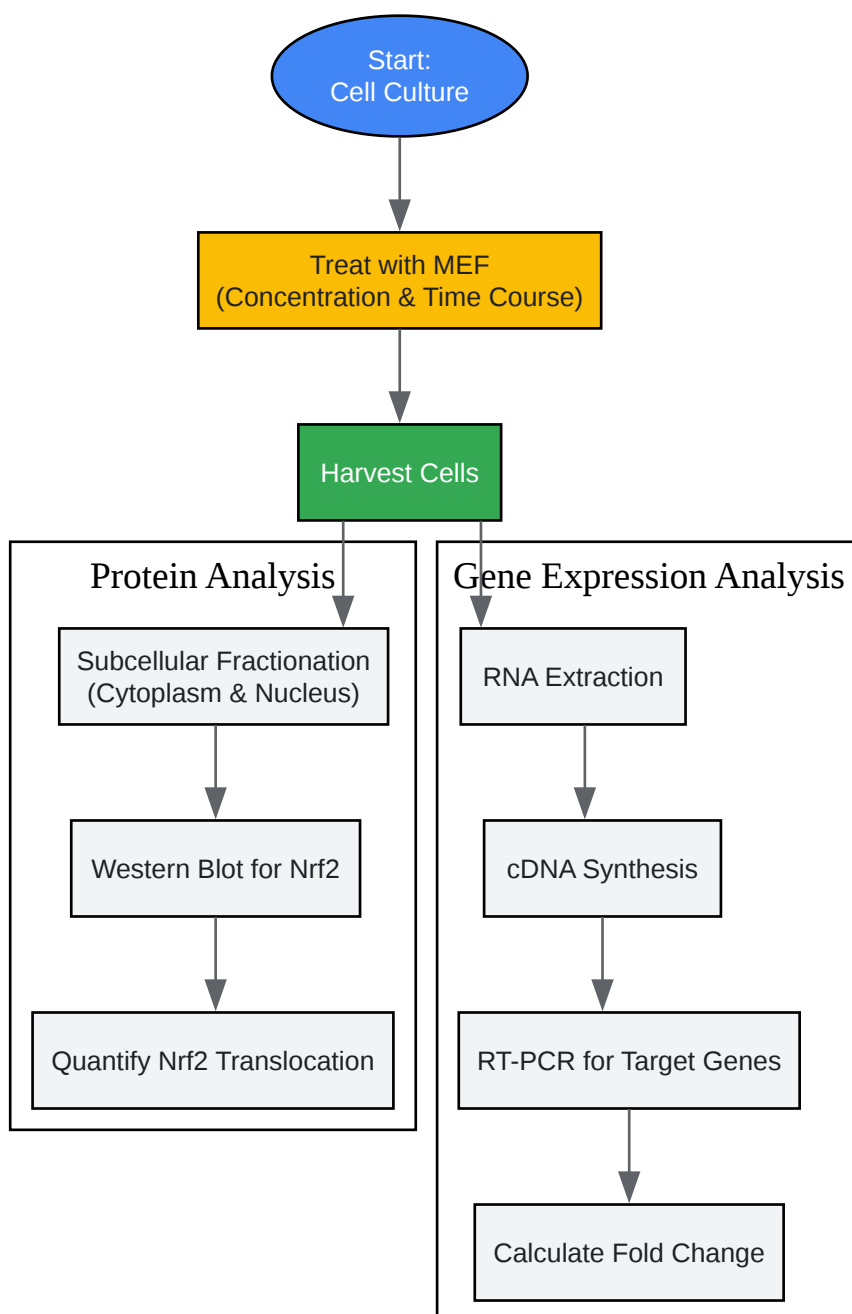 Start:
Cell Culture
Treat with MEF
(Concentration & Time Course)
Harvest Cells
Protein Analysis
Subcellular Fractionation
(Cytoplasm & Nucleus)
Western Blot for Nrf2
Quantify Nrf2 Translocation
Gene Expression Analysis
RNA Extraction
cDNA Synthesis
RT-PCR for Target Genes
Calculate Fold Change